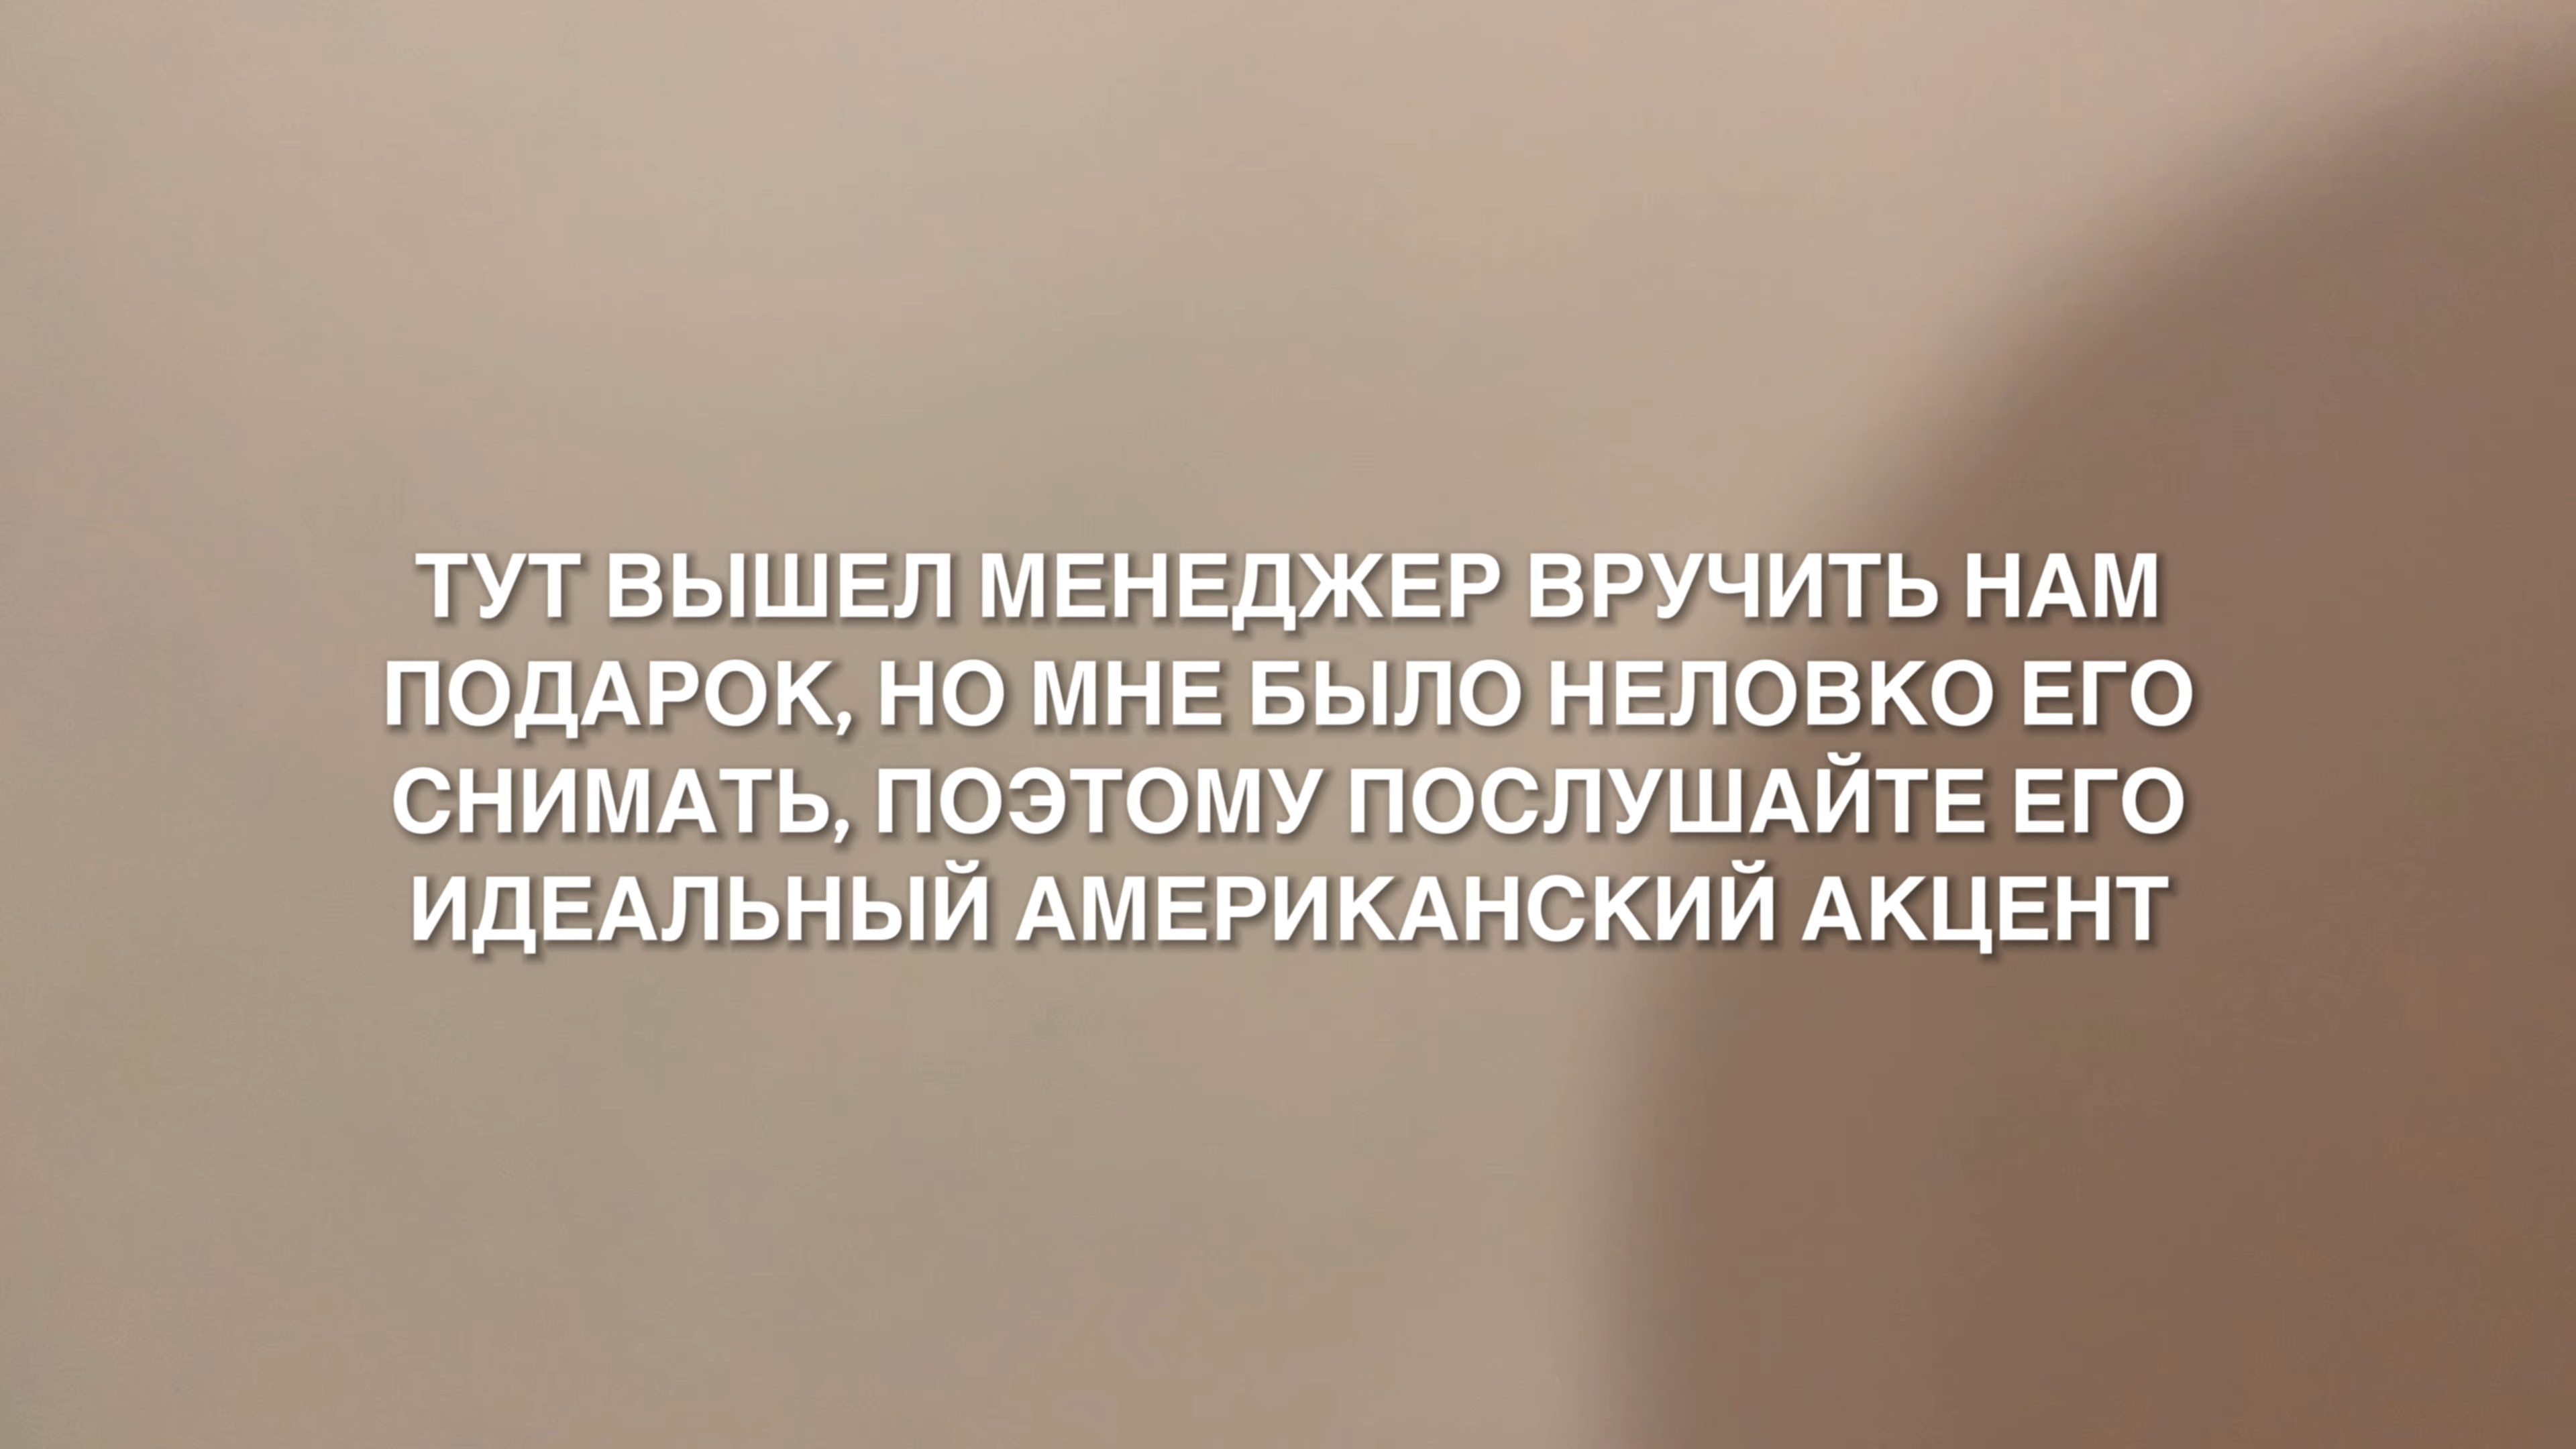 ТУТ ВЫШЕЛ МЕНЕДЖЕР ВРУЧИТЬ НАМ
ПОДАРОК, НО МНЕ БЫЛО НЕЛОВКО ЕГО
СНИМАТЬ, ПОЭТОМУ ПОСЛУШАЙТЕ ЕГО
ИДЕАЛЬНЫЙ АМЕРИКАНСКИЙ АКЦЕНТ